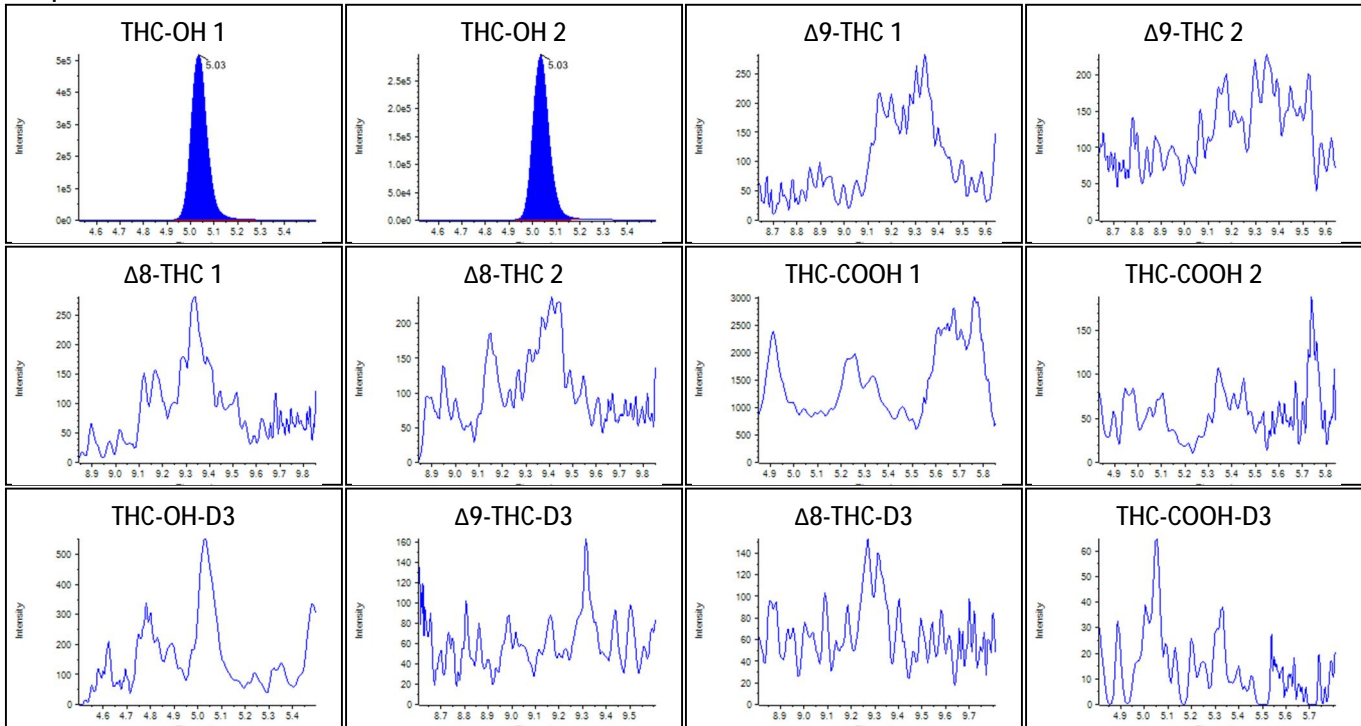 THC-OH 1
5e5
5.03
4e5
3e5
Intensity
2e5
1e5
0e0
4.6 4.7 4.8 4.9 5.0 5.1 5.2 5.3 5.4
THC-OH 2
2.5e5
5.03
2.0e5
1.5e5
Intensity
1.0e5
5.0e4
0.0e0
4.6 4.7 4.8 4.9 5.0 5.1 5.2 5.3 5.4
Δ9-THC 1
250
200
150
Intensity
100
50
0
8.7 8.8 8.9 9.0 9.1 9.2 9.3 9.4 9.5 9.6
Δ9-THC 2
200
150
Intensity
100
50
0
8.7 8.8 8.9 9.0 9.1 9.2 9.3 9.4 9.5 9.6
Δ8-THC 1
250
200
150
Intensity
100
50
0
8.9 9.0 9.1 9.2 9.3 9.4 9.5 9.6 9.7 9.8
Δ8-THC 2
200
150
Intensity
100
50
0
8.9 9.0 9.1 9.2 9.3 9.4 9.5 9.6 9.7 9.8
THC-COOH 1
3000
2500
2000
Intensity
1500
1000
500
0
4.9 5.0 5.1 5.2 5.3 5.4 5.5 5.6 5.7 5.8
THC-COOH 2
150
Intensity
100
50
0
4.9 5.0 5.1 5.2 5.3 5.4 5.5 5.6 5.7 5.8
THC-OH-D3
500
400
300
Intensity
200
100
0
4.6 4.7 4.8 4.9 5.0 5.1 5.2 5.3 5.4
Δ9-THC-D3
160
140
120
100
Intensity
80
60
40
20
0
8.7 8.8 8.9 9.0 9.1 9.2 9.3 9.4 9.5
Δ8-THC-D3
140
120
100
Intensity
80
60
40
20
0
8.9 9.0 9.1 9.2 9.3 9.4 9.5 9.6 9.7
THC-COOH-D3
60
50
40
Intensity
30
20
10
0
4.9 5.0 5.1 5.2 5.3 5.4 5.5 5.6 5.7